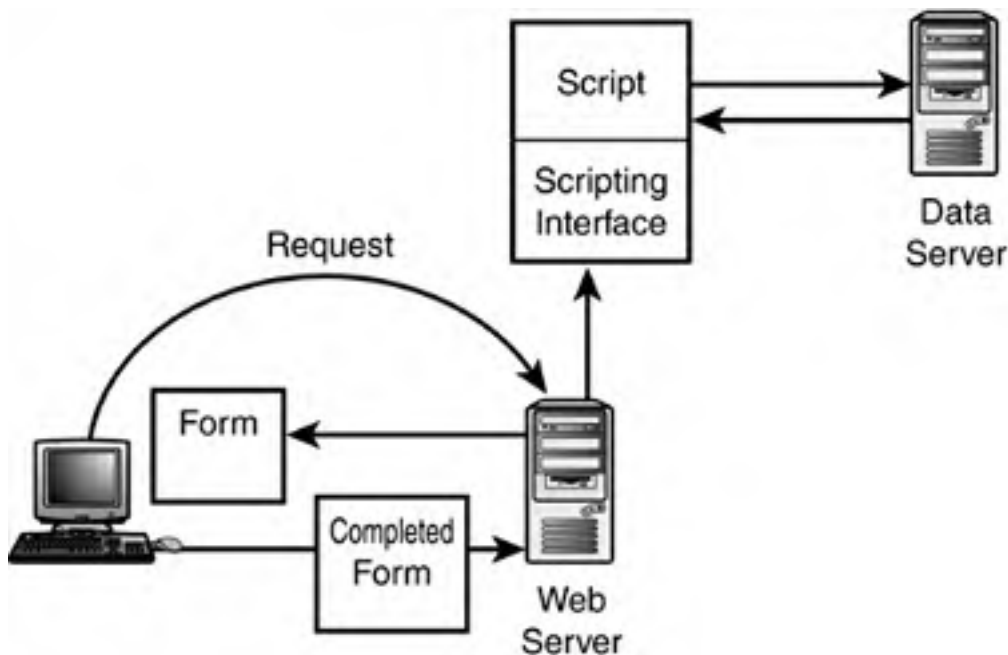 Script
Scripting
Interface
Data
Server
Request
Form
Completed
Form
Web
Server